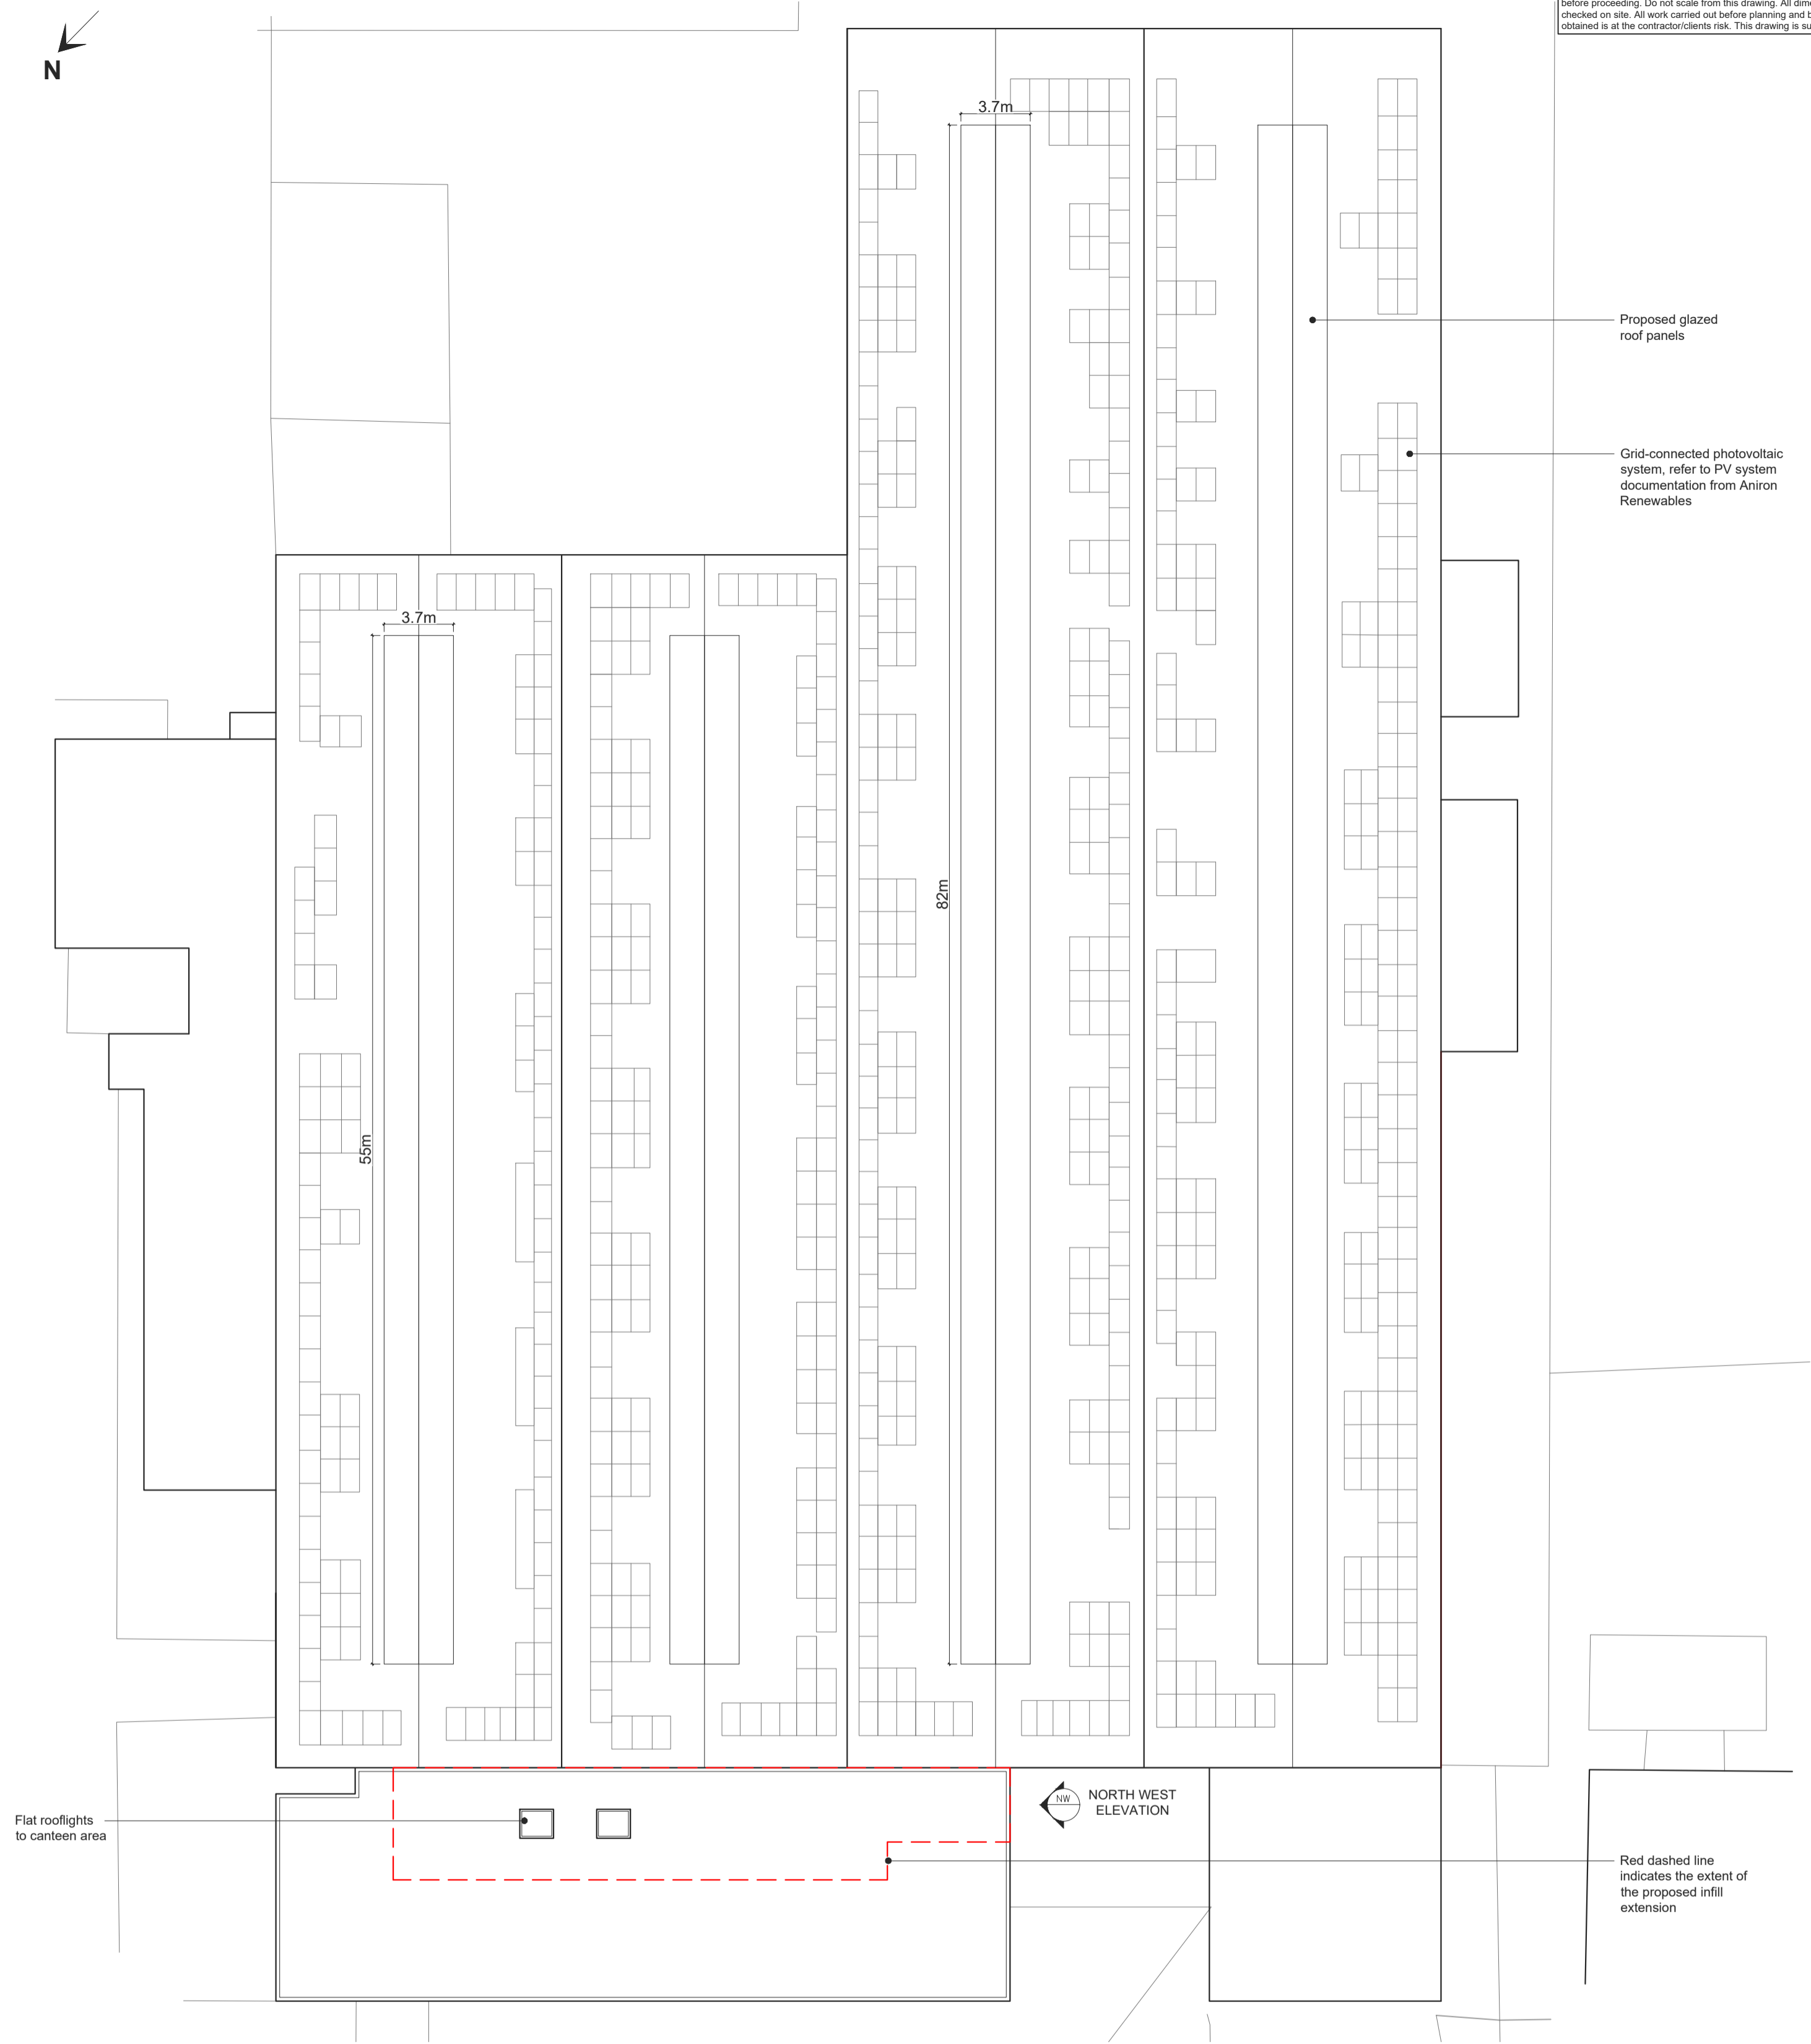 before proceeding. Do not scale from this drawing. All dime
checked on site. All work carried out before planning and b
obtained is at the contractor/clients risk. This drawing is su
N
3.7m
Proposed glazed
roof panels
Grid-connected photovoltaic
system, refer to PV system
documentation from Aniron
Renewables
3.7m
82m
55m
NW
NORTH WEST
ELEVATION
Flat rooflights
to canteen area
Red dashed line
indicates the extent of
the proposed infill
extension